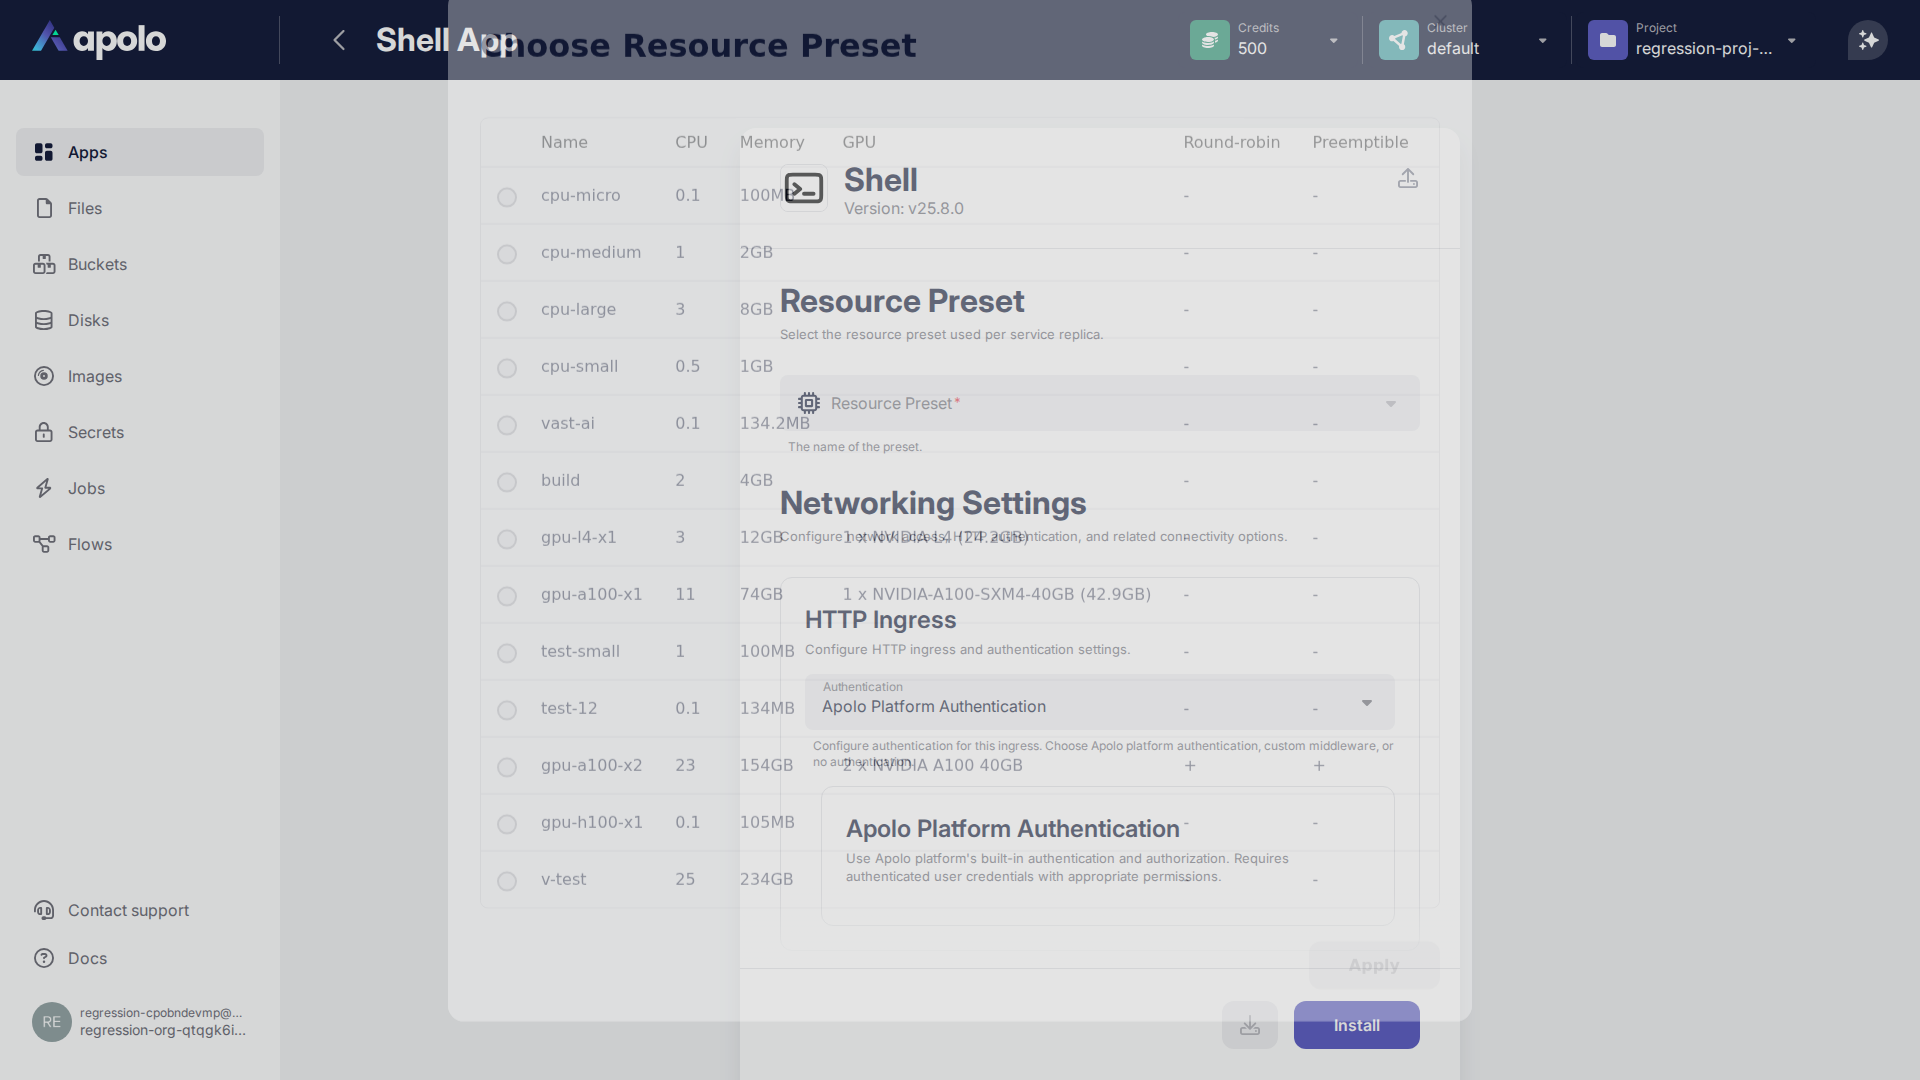 apolo
Shell App
Choose Resource Preset
Credits
500
Cluster
default
Project
regression-proj-...
Apps
Files
Buckets
Disks
Images
Secrets
Jobs
Flows
Contact support
Docs
RE
regression-cpobndevmp@...
regression-org-qtqgk6i...
Name CPU Memory GPU Round-robin Preemptible
cpu-micro 0.1 100MB - -
cpu-medium 1 2GB - -
cpu-large 3 8GB - -
cpu-small 0.5 1GB - -
vast-ai 0.1 134.2MB - -
build 2 4GB - -
gpu-l4-x1 3 12GB 1 x NVIDIA-L4 (24.2GB) - -
gpu-a100-x1 11 74GB 1 x NVIDIA-A100-SXM4-40GB (42.9GB) - -
test-small 1 100MB - -
test-12 0.1 134MB - -
gpu-a100-x2 23 154GB 2 x NVIDIA A100 40GB + +
gpu-h100-x1 0.1 105MB - -
v-test 25 234GB - -
Apply
Shell
Version: v25.8.0
Resource Preset
Select the resource preset used per service replica.
Resource Preset*
The name of the preset.
Networking Settings
Configure network access, HTTP authentication, and related connectivity options.
HTTP Ingress
Configure HTTP ingress and authentication settings.
Authentication
Apolo Platform Authentication
Configure authentication for this ingress. Choose Apolo platform authentication, custom middleware, or
no authentication.
Apolo Platform Authentication
Use Apolo platform's built-in authentication and authorization. Requires
authenticated user credentials with appropriate permissions.
Install